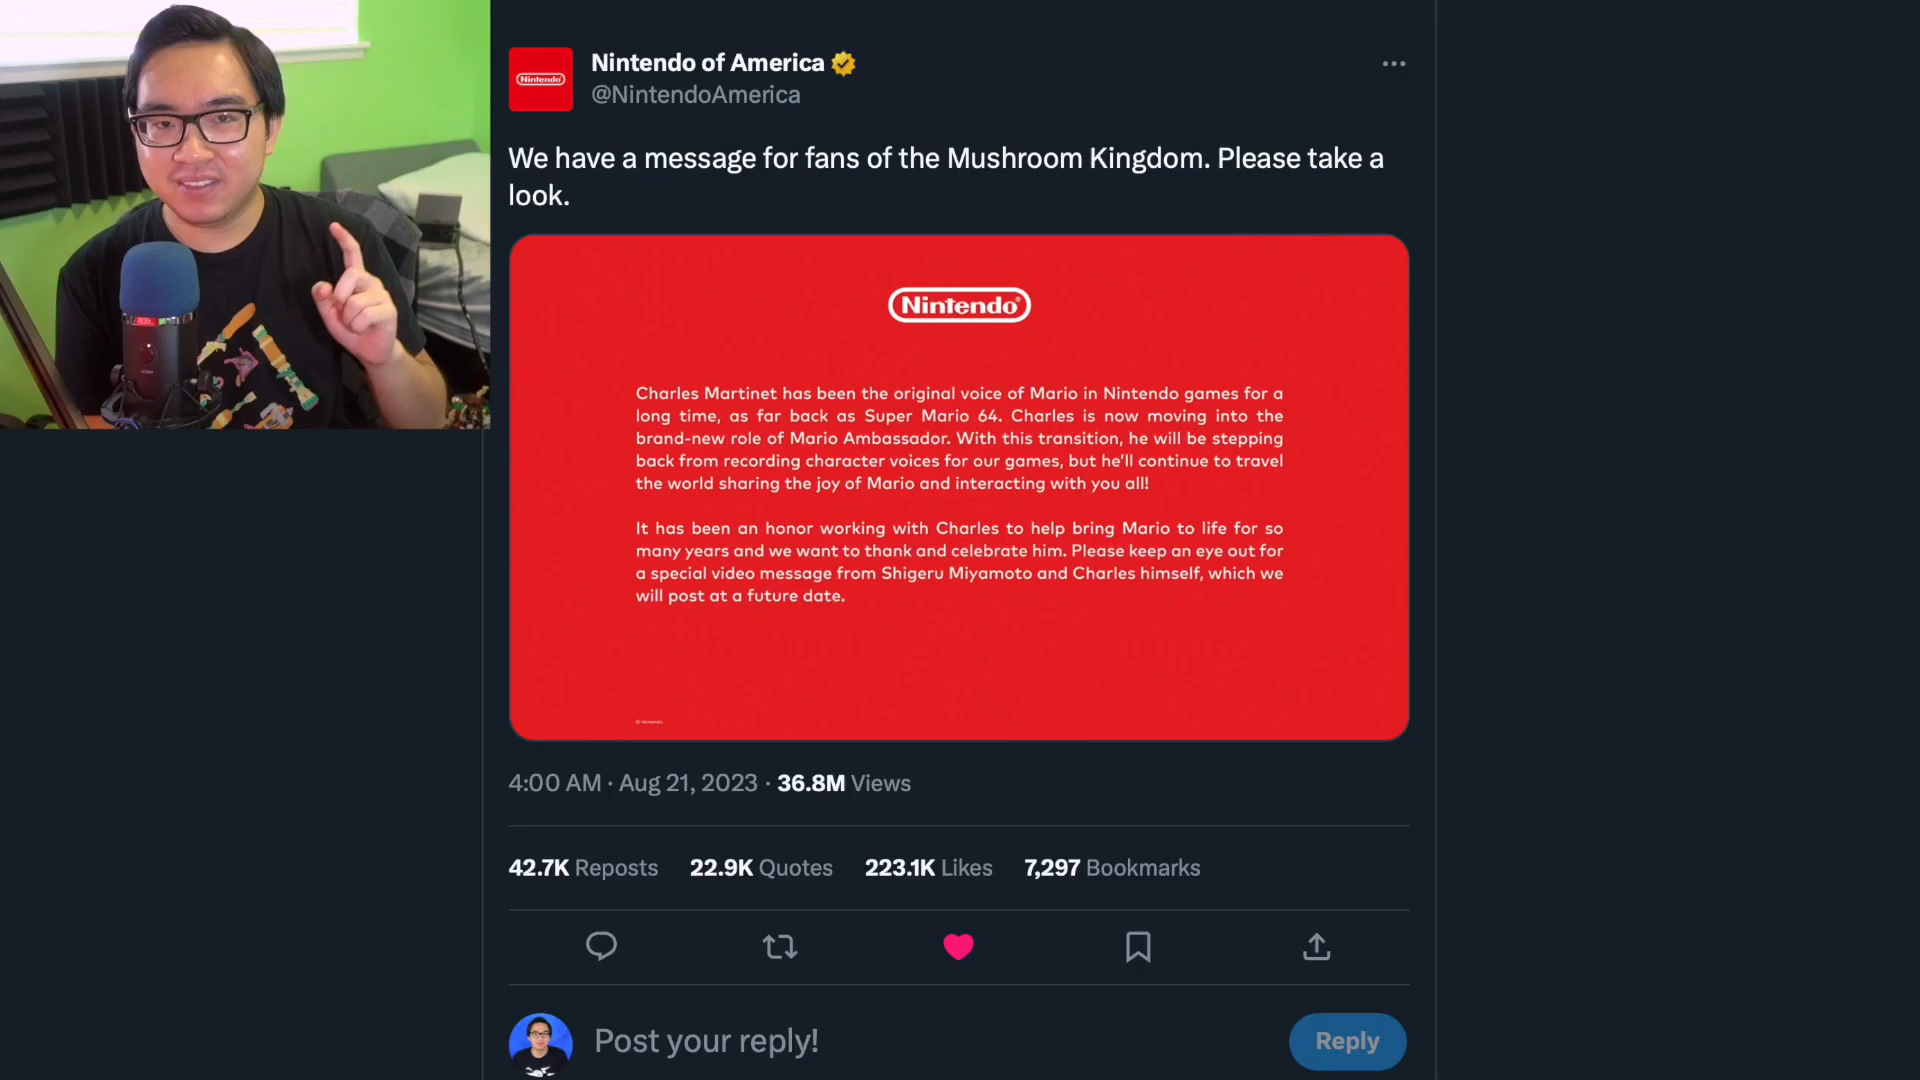 Nintendo
Nintendo of America
@NintendoAmerica
We have a message for fans of the Mushroom Kingdom. Please take a
look.
Nintendo®
Charles Martinet has been the original voice of Mario in Nintendo games for a
long time, as far back as Super Mario 64. Charles is now moving into the
brand-new role of Mario Ambassador. With this transition, he will be stepping
back from recording character voices for our games, but he'll continue to travel
the world sharing the joy of Mario and interacting with you all!
It has been an honor working with Charles to help bring Mario to life for so
many years and we want to thank and celebrate him. Please keep an eye out for
a special video message from Shigeru Miyamoto and Charles himself, which we
will post at a future date.
© Nintendo
4:00 AM · Aug 21, 2023 · 36.8M Views
42.7K Reposts 22.9K Quotes 223.1K Likes 7,297 Bookmarks
Post your reply!
Reply